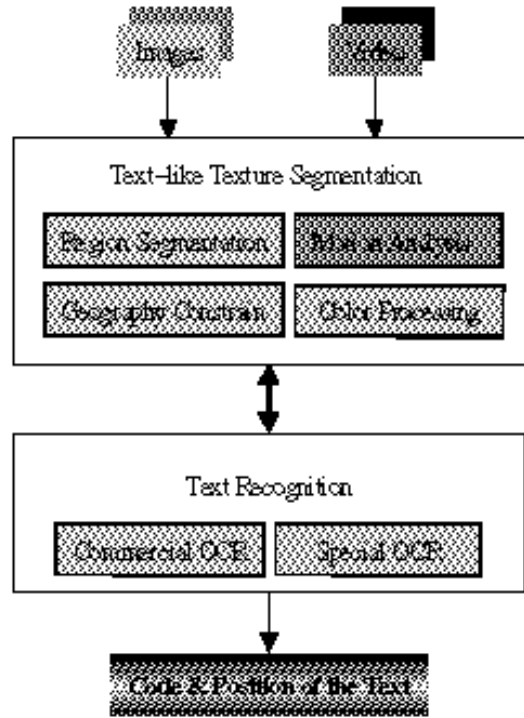 Images
Video
Text-like Texture Segmentation
Region Segmentation
Motion Analysis
Geography Constrain
Color Processing
Text Recognition
Commercial OCR
Special OCR
Code & Position of the Text